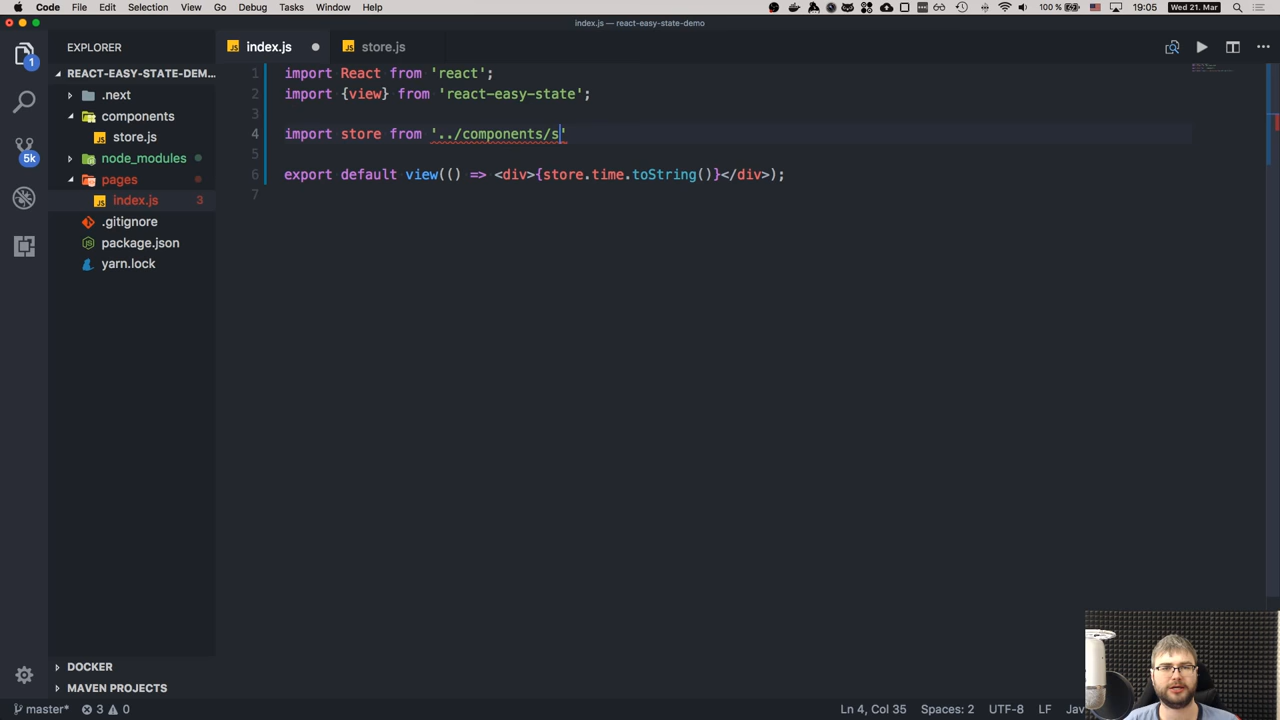 Code File Edit Selection View Go Debug Tasks Window Help 100 % 19:05 Wed 21. Mar
index.js — react-easy-state-demo
EXPLORER
index.js
store.js
REACT-EASY-STATE-DEM...
.next
components
store.js
node_modules
pages
index.js 3
.gitignore
package.json
yarn.lock
1
5k
1 import React from 'react';
2 import {view} from 'react-easy-state';
3
4 import store from '../components/s'
5
6 export default view(() => <div>{store.time.toString()}</div>);
7
DOCKER
MAVEN PROJECTS
master* 3 0 Ln 4, Col 35 Spaces: 2 UTF-8 LF Jav